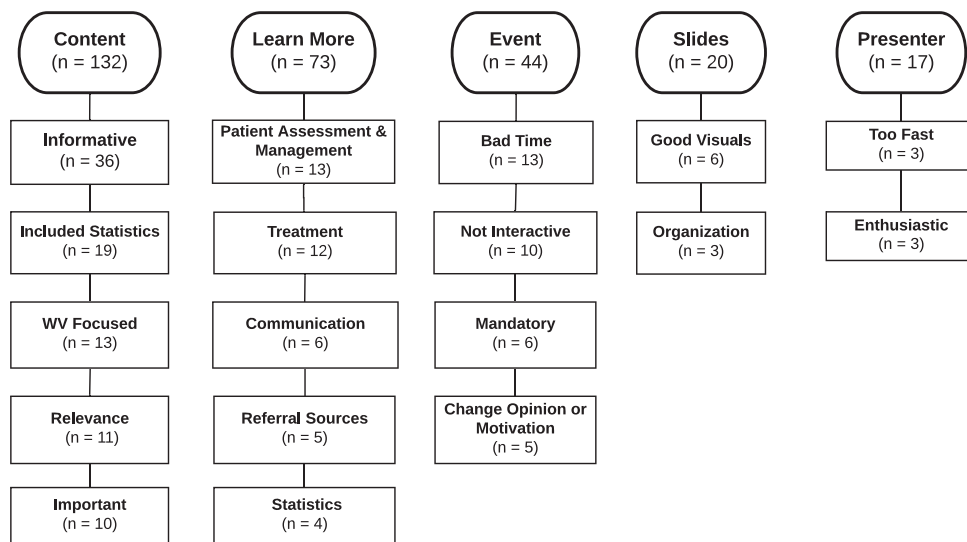 Content
(n = 132)
Informative
(n = 36)
Included Statistics
(n = 19)
WV Focused
(n = 13)
Relevance
(n = 11)
Important
(n = 10)
Learn More
(n = 73)
Patient Assessment &
Management
(n = 13)
Treatment
(n = 12)
Communication
(n = 6)
Referral Sources
(n = 5)
Statistics
(n = 4)
Event
(n = 44)
Bad Time
(n = 13)
Not Interactive
(n = 10)
Mandatory
(n = 6)
Change Opinion or
Motivation
(n = 5)
Slides
(n = 20)
Good Visuals
(n = 6)
Organization
(n = 3)
Presenter
(n = 17)
Too Fast
(n = 3)
Enthusiastic
(n = 3)